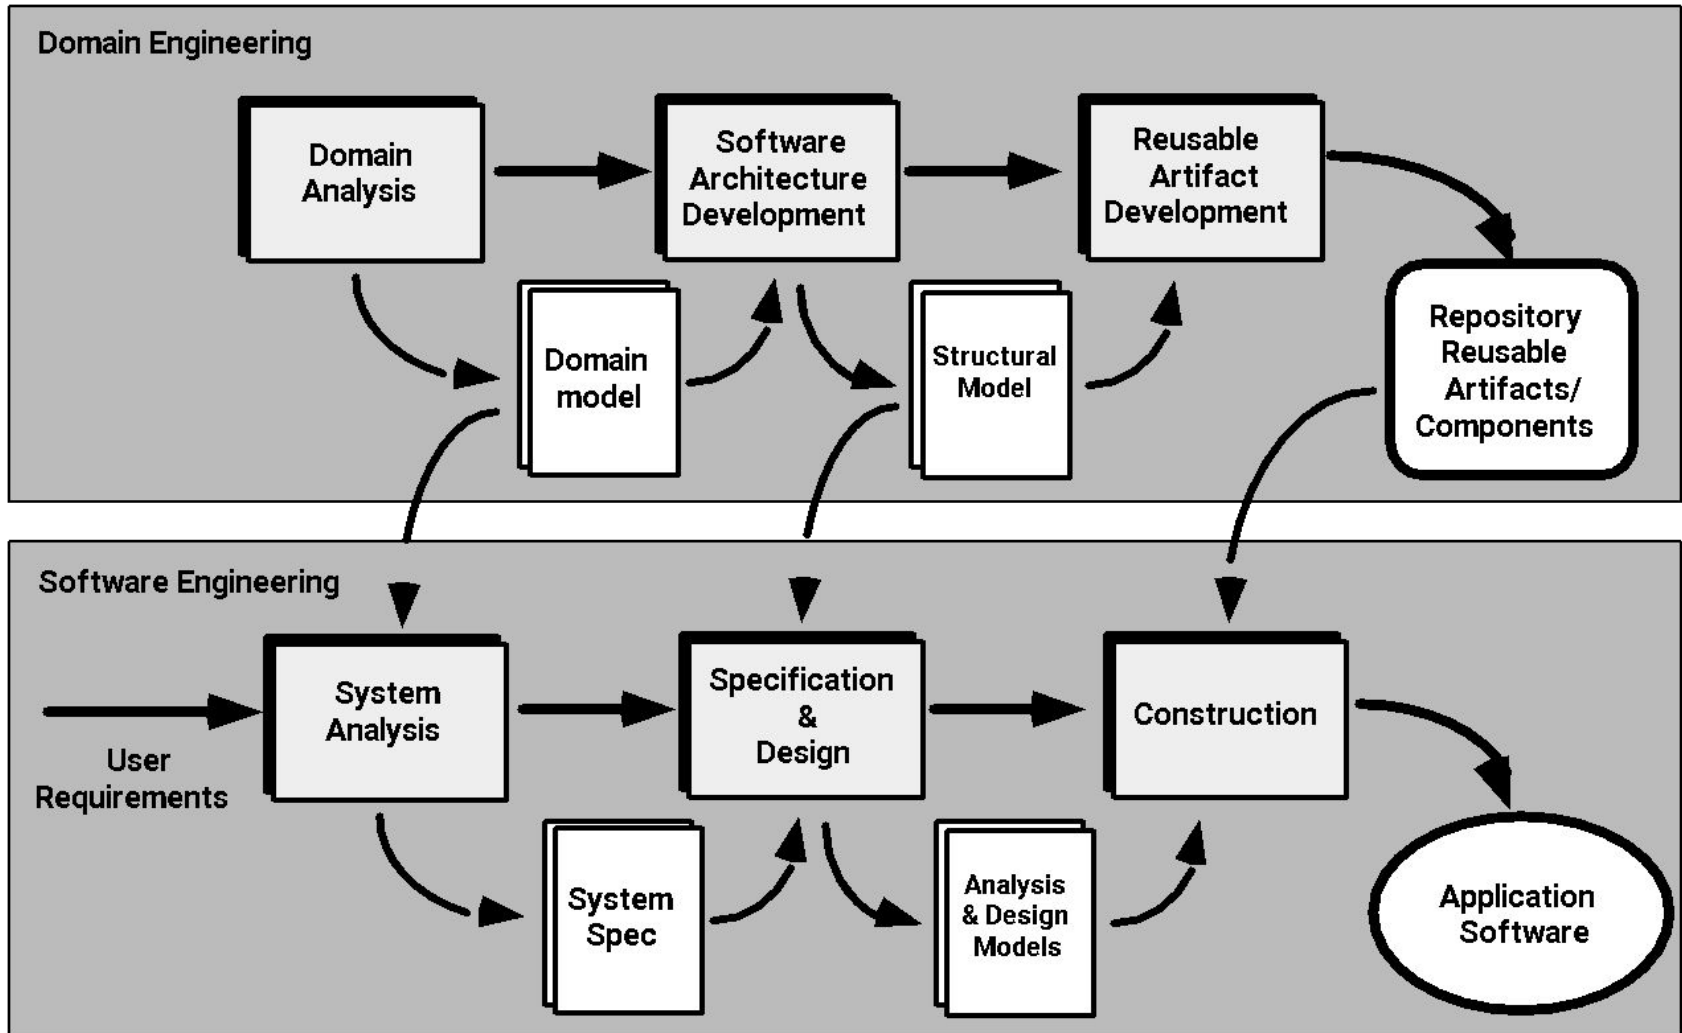 Domain Engineering
Domain
Analysis
Software
Architecture
Development
Reusable
Artifact
Development
Domain
model
Structural
Model
Repository
Reusable
Artifacts/
Components
Software Engineering
User
Requirements
System
Analysis
Specification
&
Design
Construction
System
Spec
Analysis
& Design
Models
Application
Software